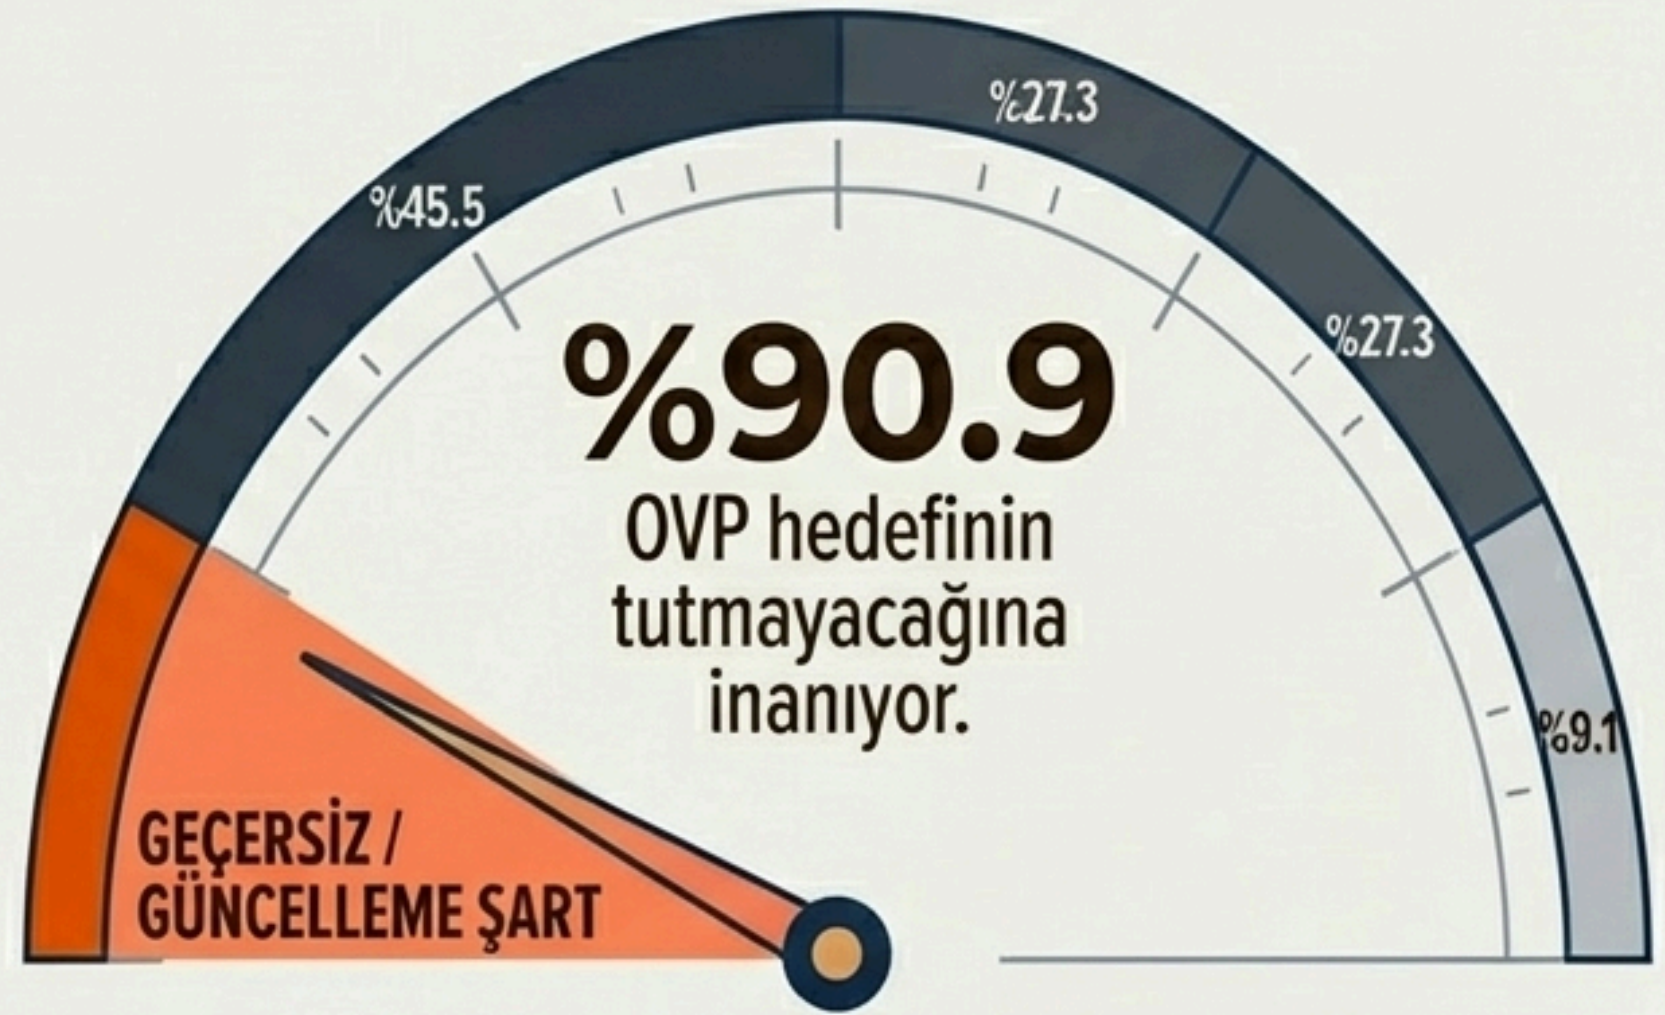 %27.3
%45.5
%27.3
%90.9
OVP hedefinin
tutmayacağına
inanıyor.
%9.1
GEÇERSİZ /
GÜNCELLEME ŞART